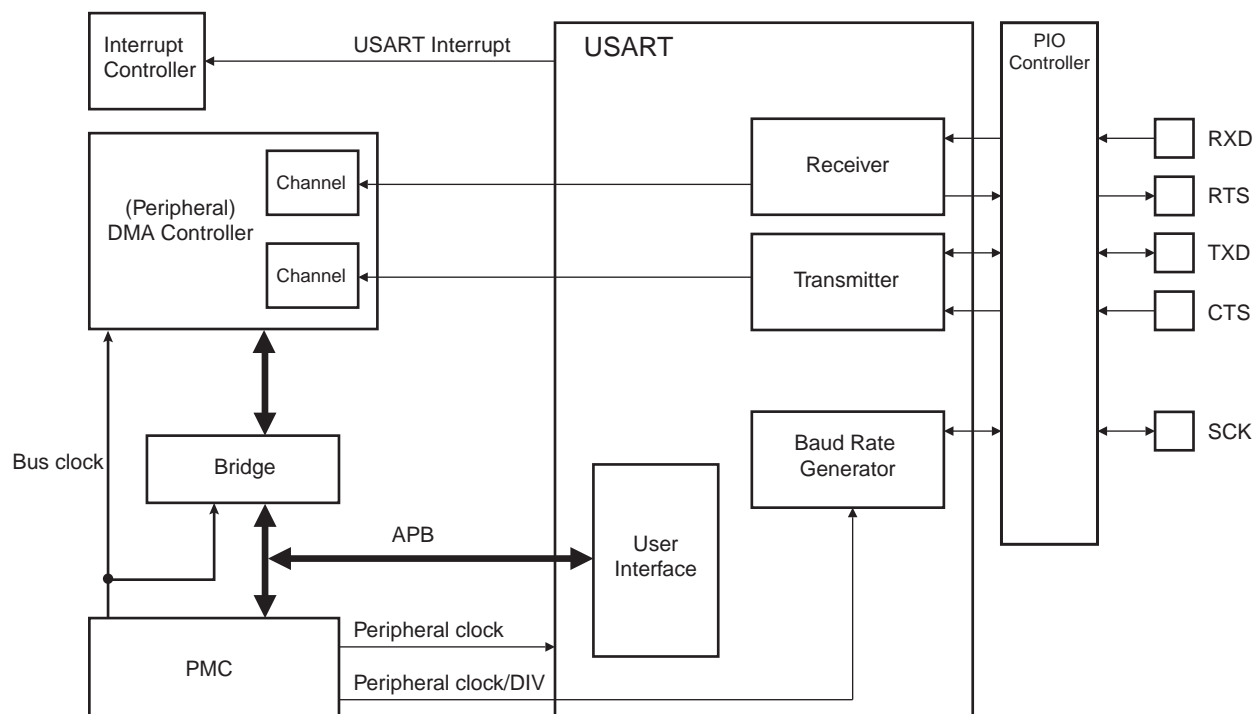 Interrupt
Controller
USART Interrupt
USART
PIO
Controller
(Peripheral)
DMA Controller
Channel
Channel
Receiver
Transmitter
RXD
RTS
TXD
CTS
SCK
Baud Rate
Generator
Bus clock
Bridge
APB
User
Interface
PMC
Peripheral clock
Peripheral clock/DIV